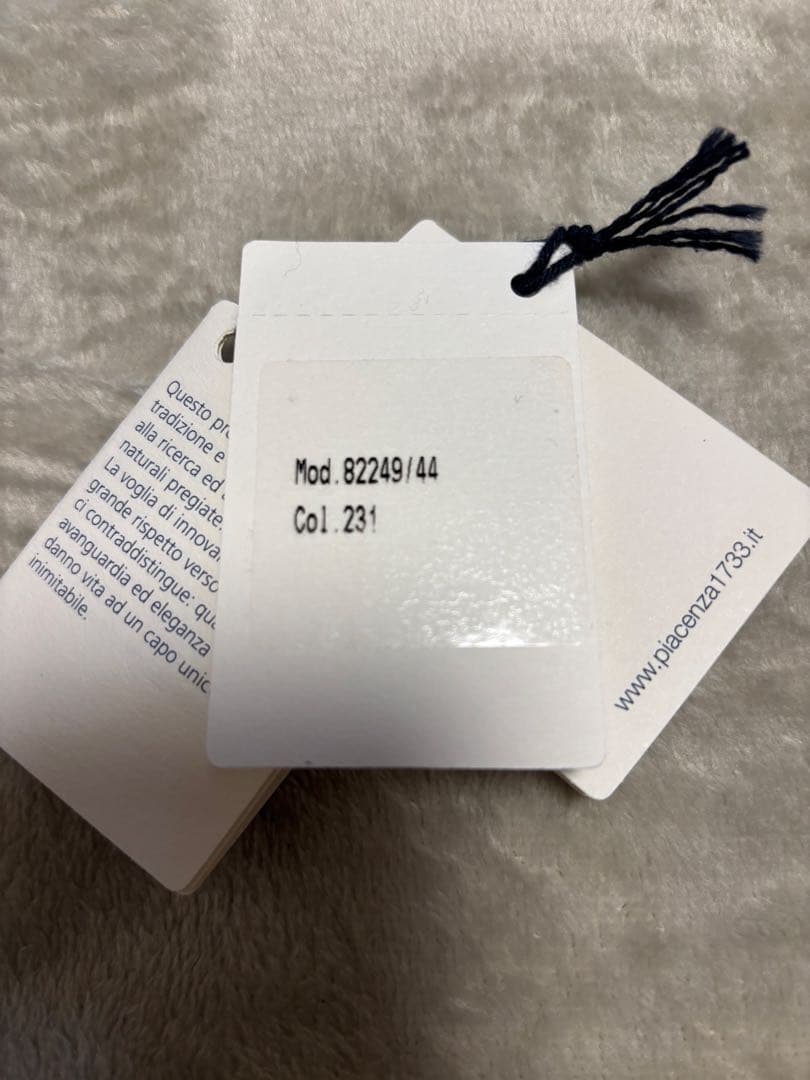 Questo
tradizione e
alla ricerca ed
naturali pregiate.
La voglia di
grande rispetto verso
ci contraddistingue:
avanguardia ed eleganza
danno vita ad un capo
inimitabile.
Mod.82249/44
Col.231
www.piacenza1733.it